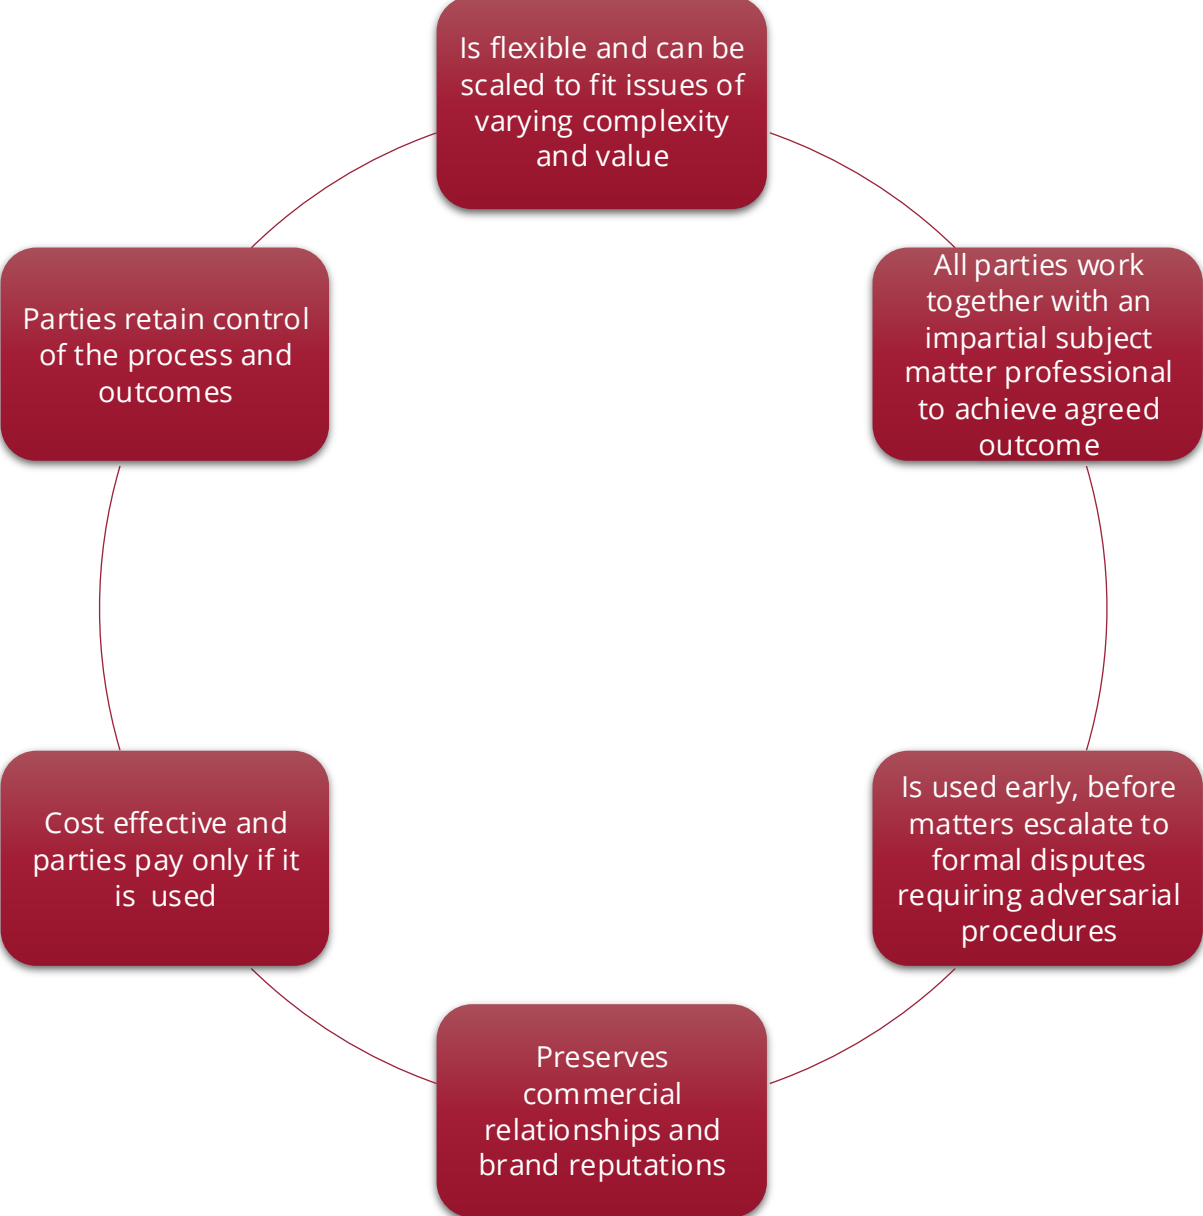 Is flexible and can be
scaled to fit issues of
varying complexity
and value
All parties work
together with an
impartial subject
matter professional
to achieve agreed
outcome
Is used early, before
matters escalate to
formal disputes
requiring adversarial
procedures
Preserves
commercial
relationships and
brand reputations
Cost effective and
parties pay only if it
is  used
Parties retain control
of the process and
outcomes